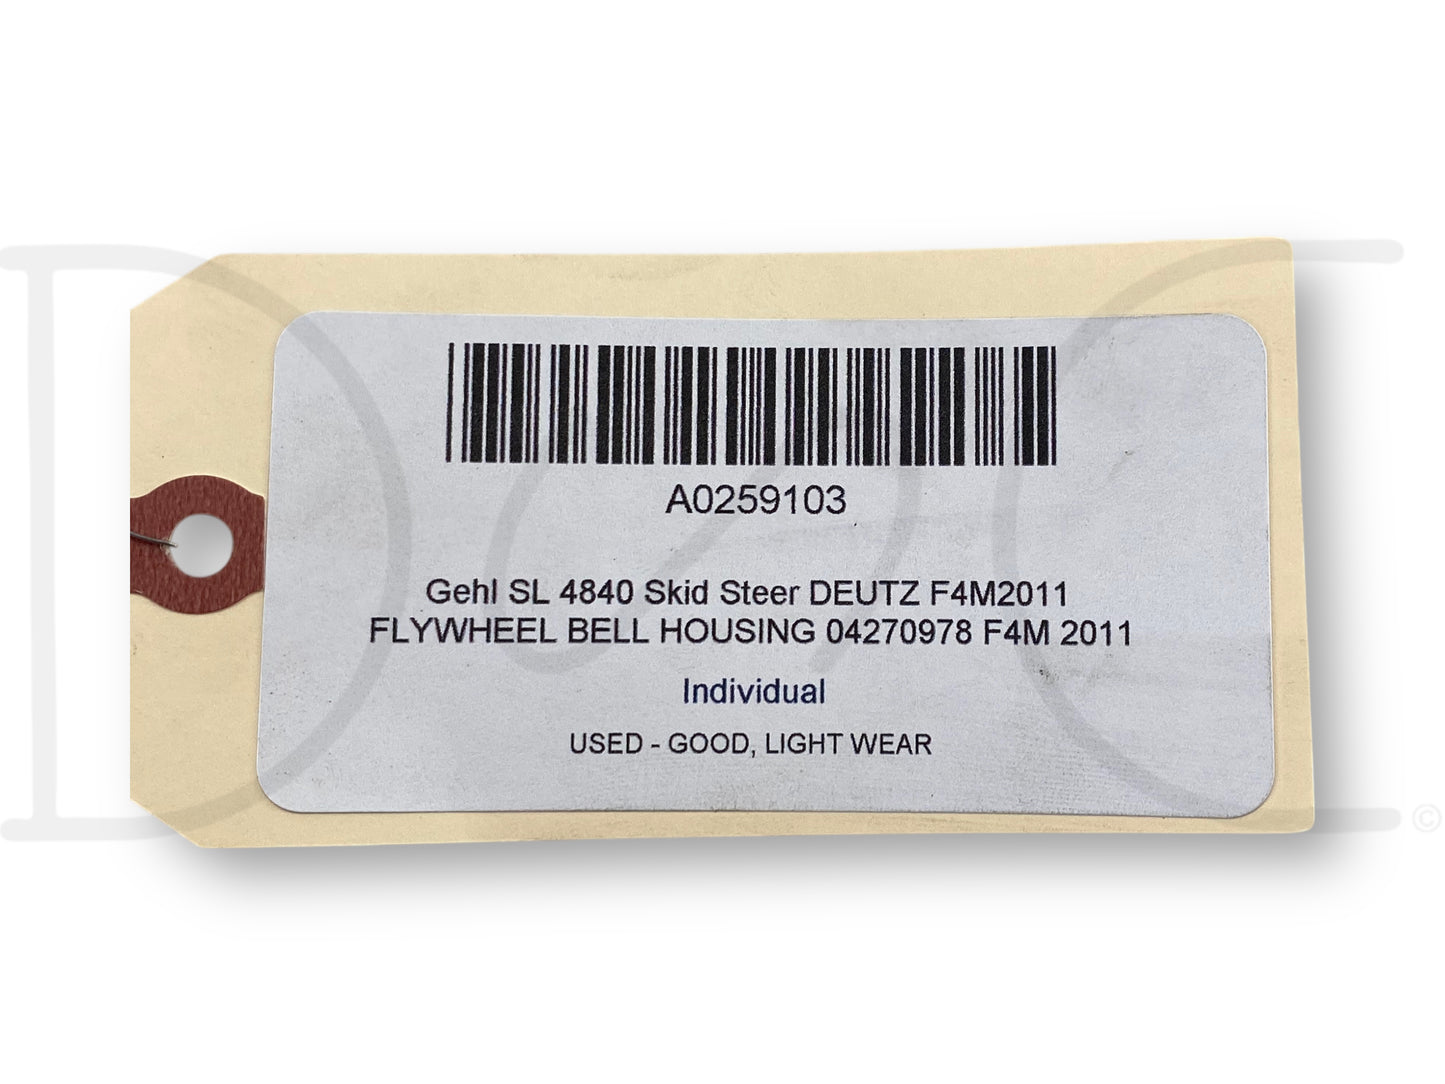 A0259103
Gehl SL 4840 Skid Steer DEUTZ F4M2011
FLYWHEEL BELL HOUSING 04270978 F4M 2011
Individual
USED - GOOD, LIGHT WEAR
©